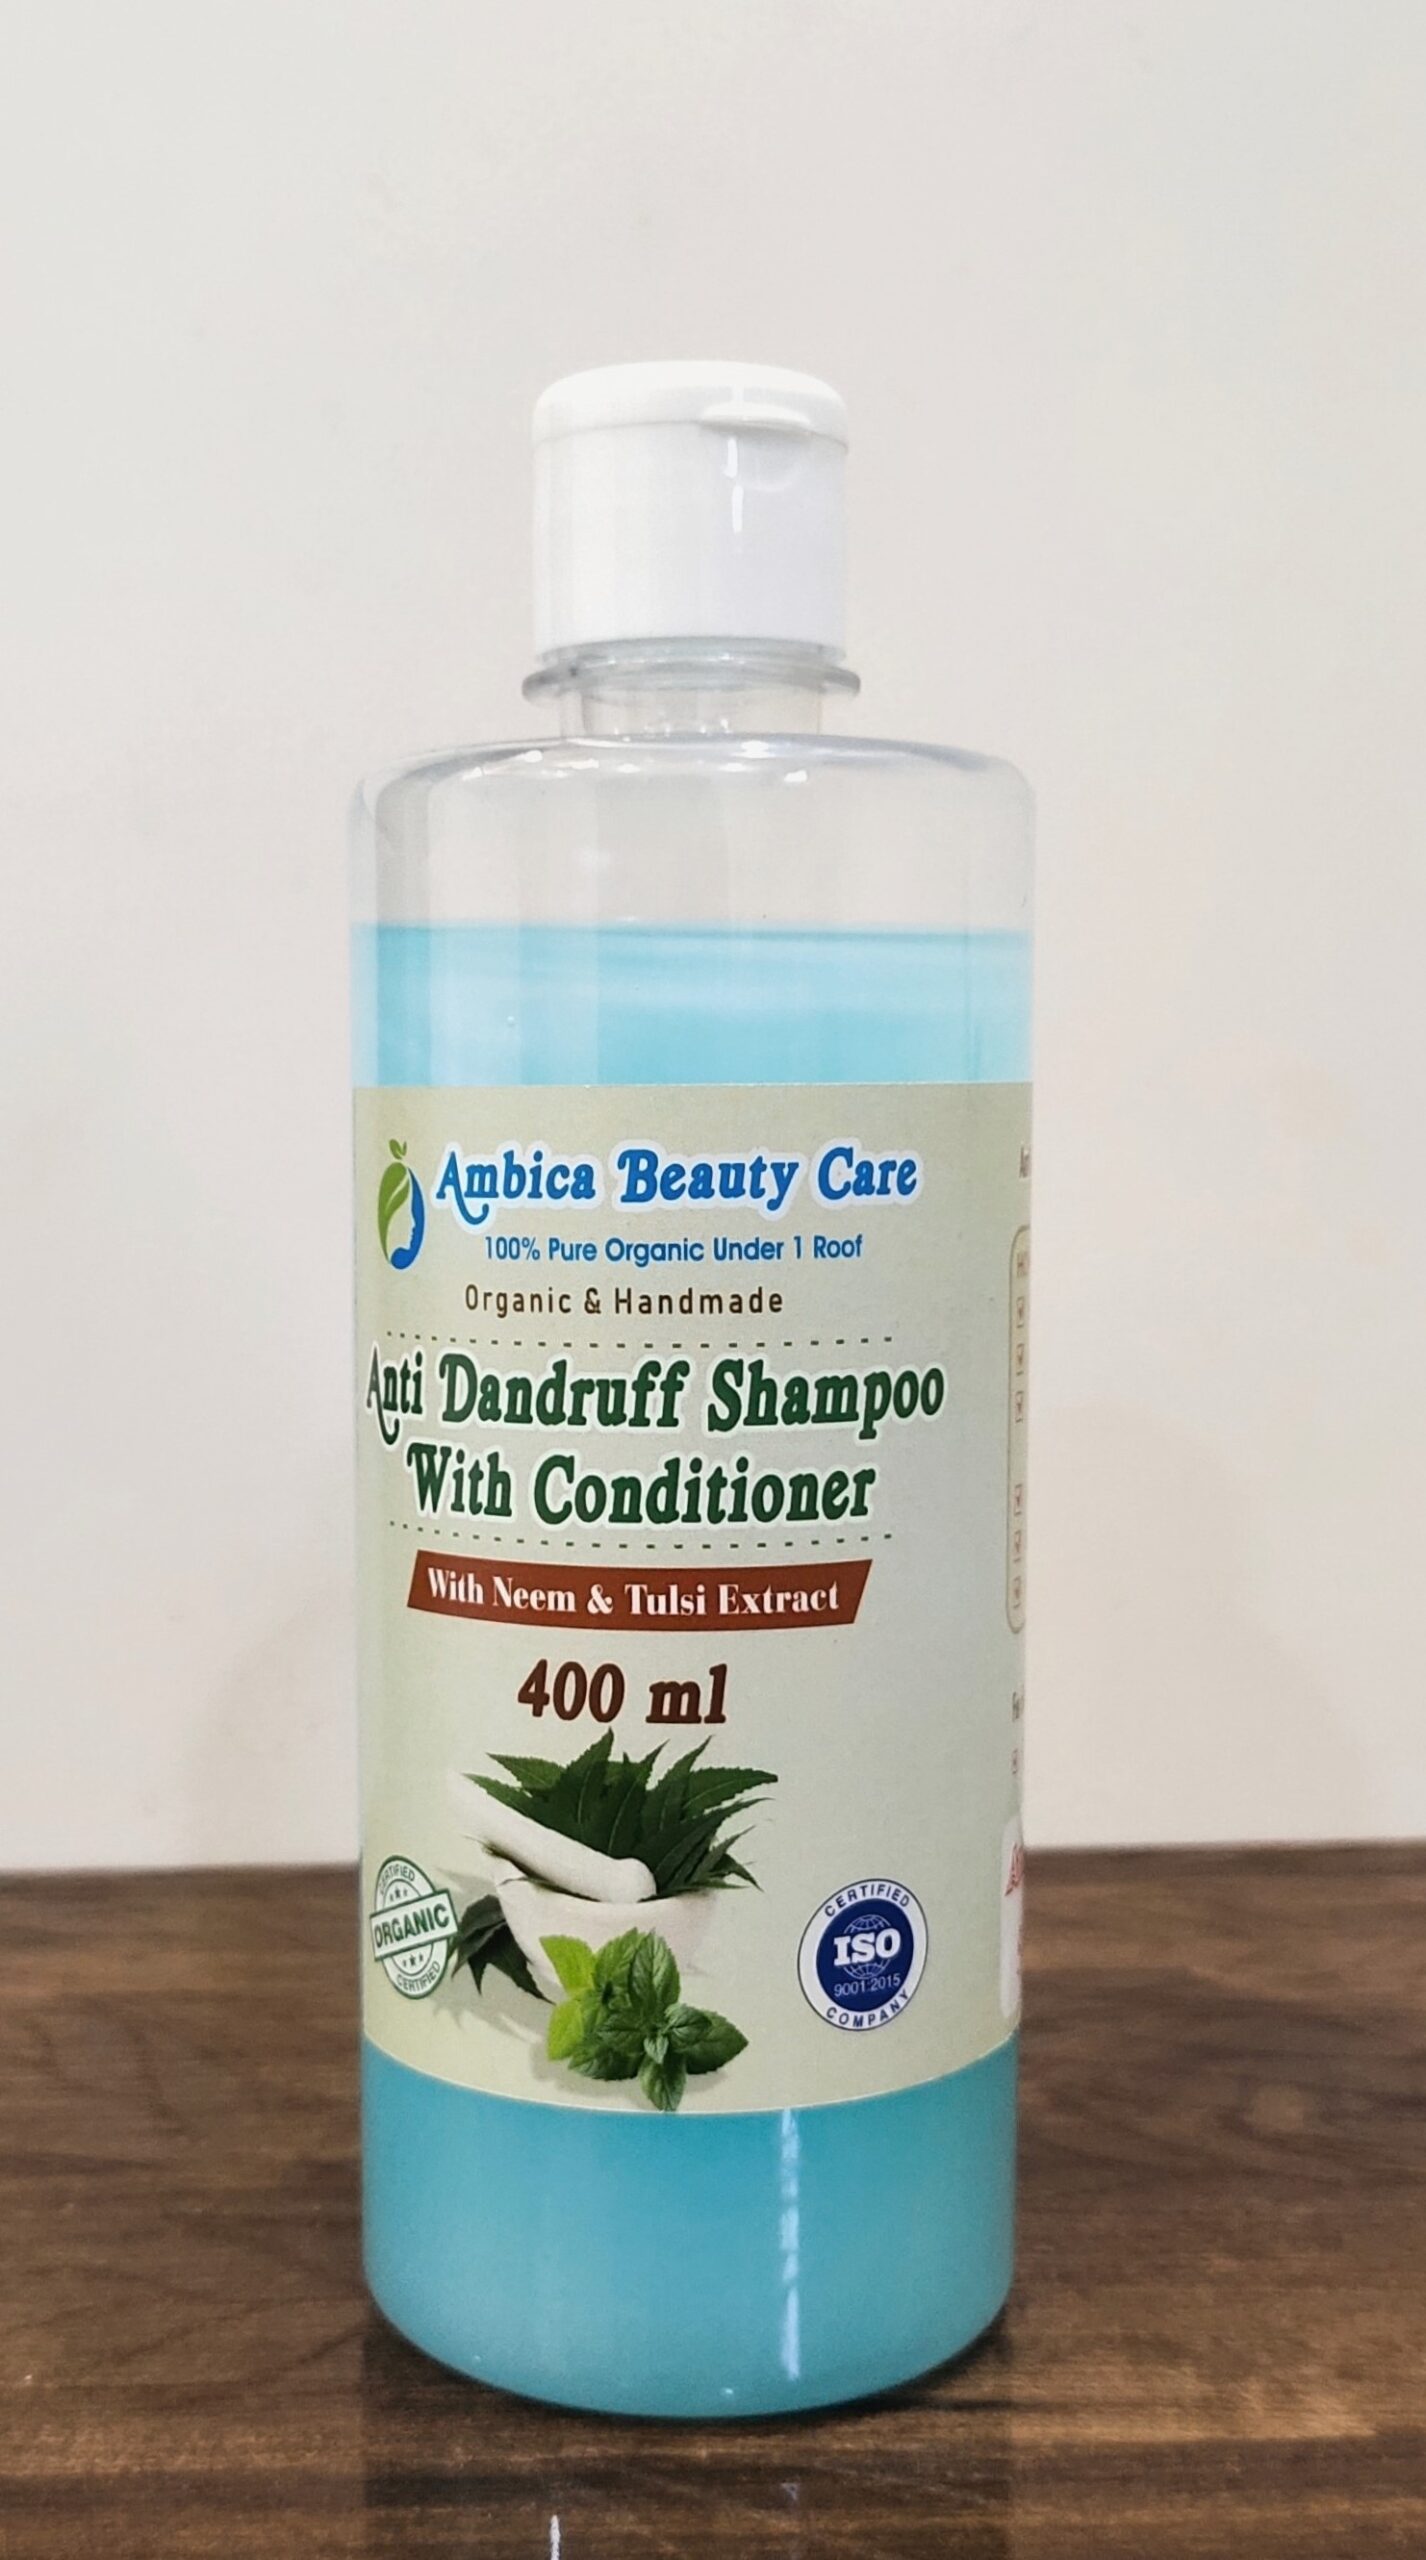 Ambica Beauty Care
100% Pure Organic Under 1 Roof
Organic & Handmade
Anti Dandruff Shampoo
With Conditioner
With Neem & Tulsi Extract
400 ml
CERTIFIED
ORGANIC
CERTIFIED
CERTIFIED
ISO
9001:2015
COMPANY